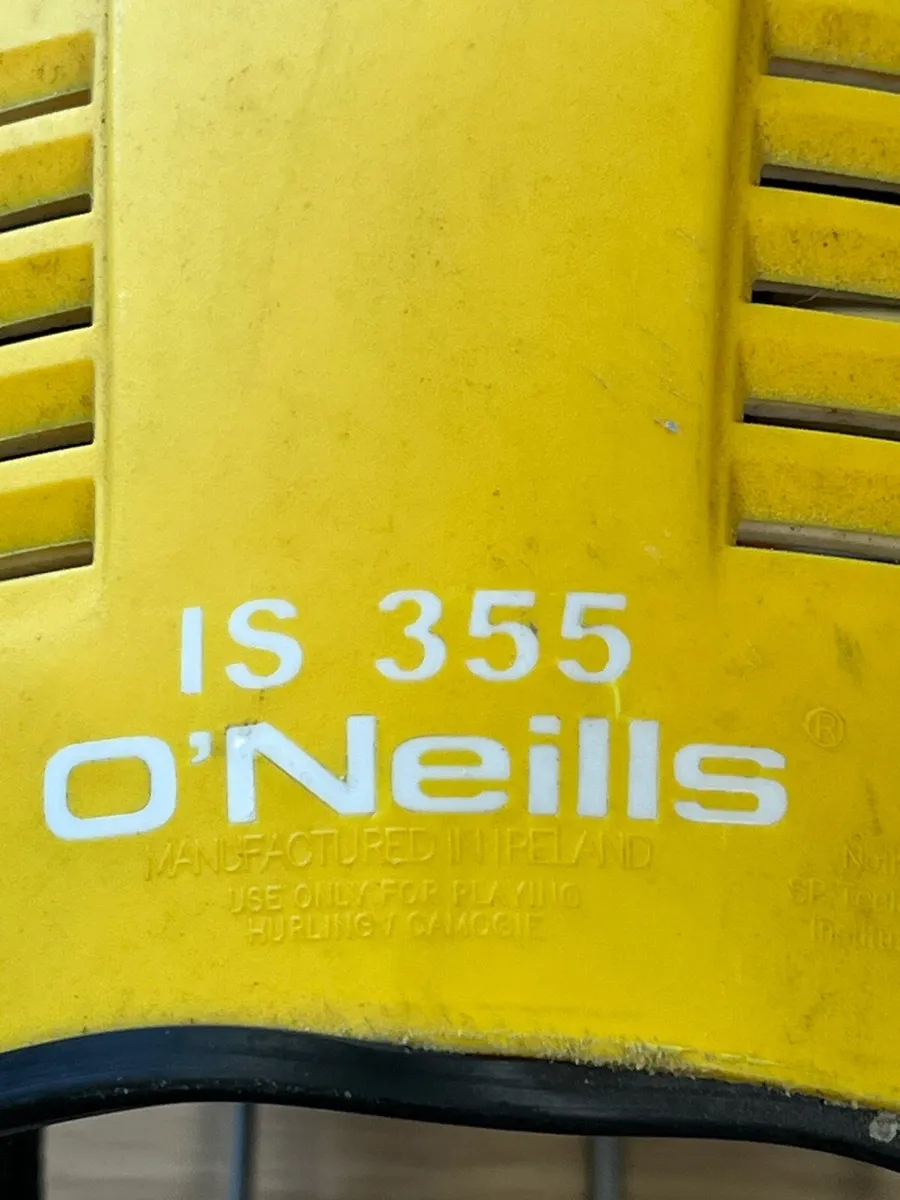 IS 355
O'Neills ®
MANUFACTURED IN IRELAND
USE ONLY FOR PLAYING
HURLING / CAMOGIE